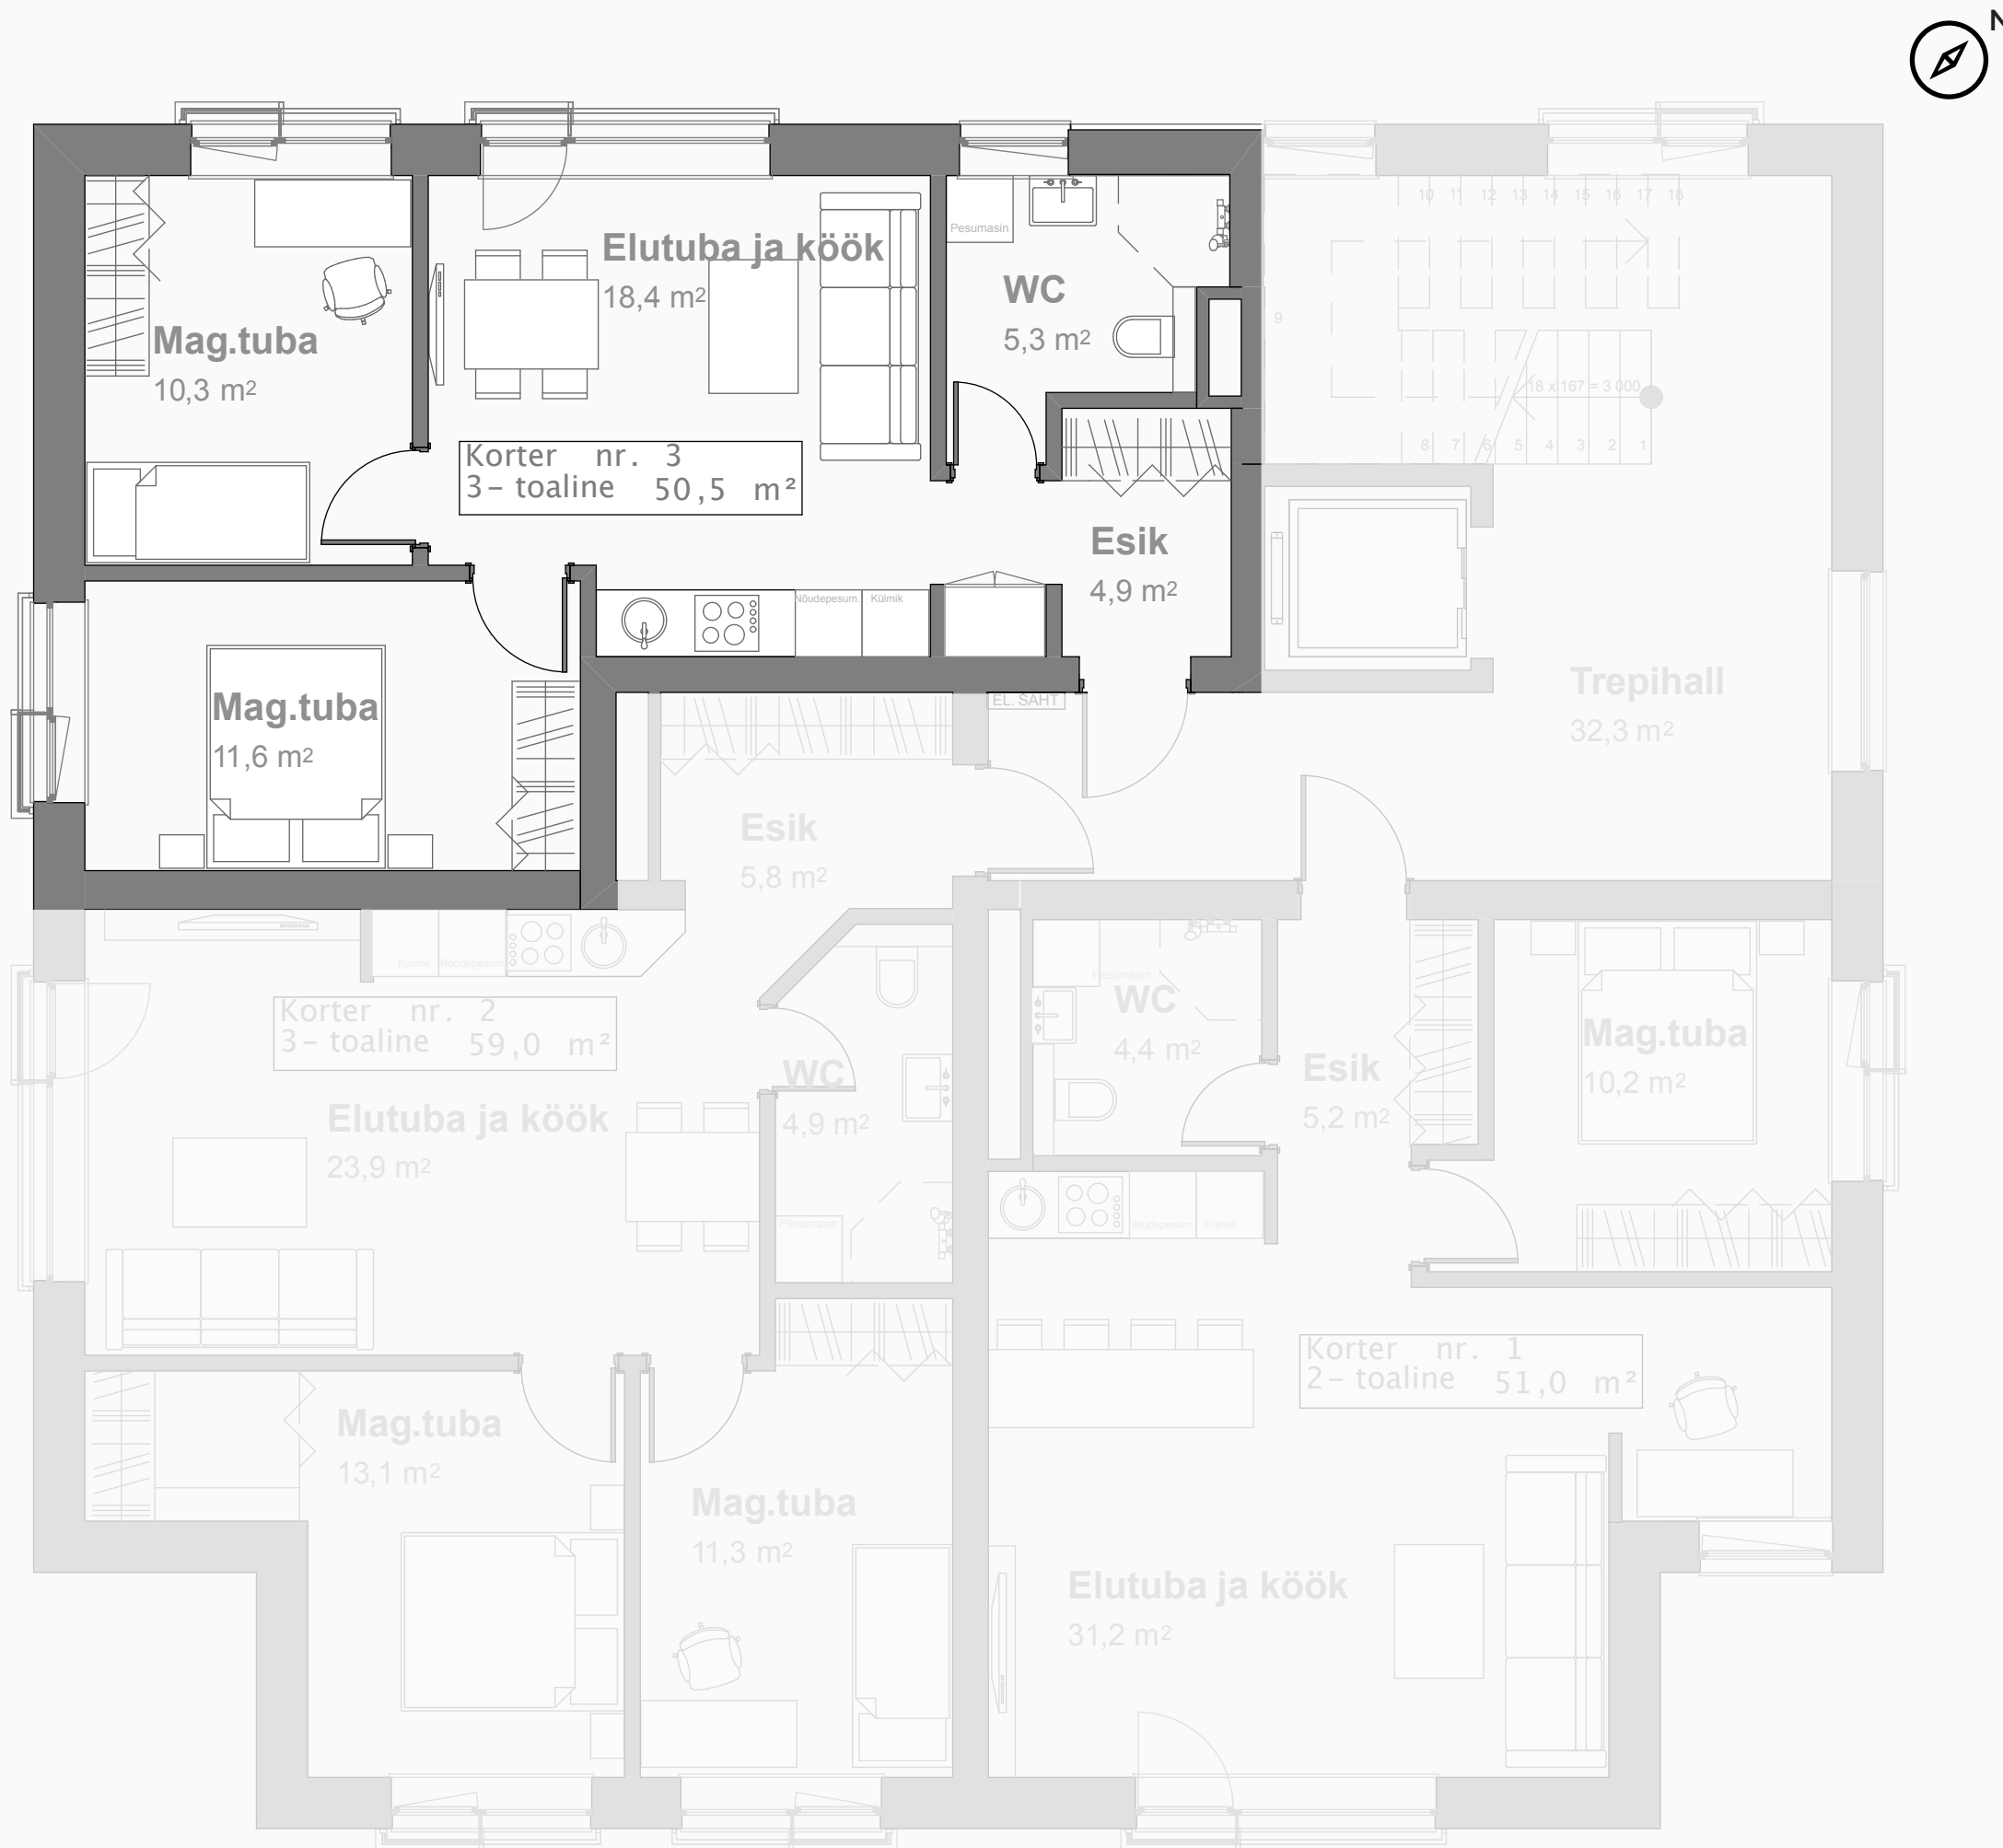 N
Elutuba ja köök
18,4 m²
Pesumasin
WC
5,3 m²
Mag.tuba
10,3 m²
Korter nr. 3
3- toaline 50,5 m²
Esik
4,9 m²
Nõudepesum.
Külmik
Mag.tuba
11,6 m²
10 11 12 13 14 15 16 17 18
9
18 x 167 = 3 000
8 7 6 5 4 3 2 1
Trepihall
32,3 m²
EL. ŠAHT
Esik
5,8 m²
Külmik
Nõudepesum.
Korter nr. 2
3- toaline 59,0 m²
WC
4,9 m²
Elutuba ja köök
23,9 m²
Pesumasin
Pesumasin
WC
4,4 m²
Esik
5,2 m²
Mag.tuba
10,2 m²
Nõudepesum.
Külmik
Korter nr. 1
2- toaline 51,0 m²
Mag.tuba
13,1 m²
Mag.tuba
11,3 m²
Elutuba ja köök
31,2 m²